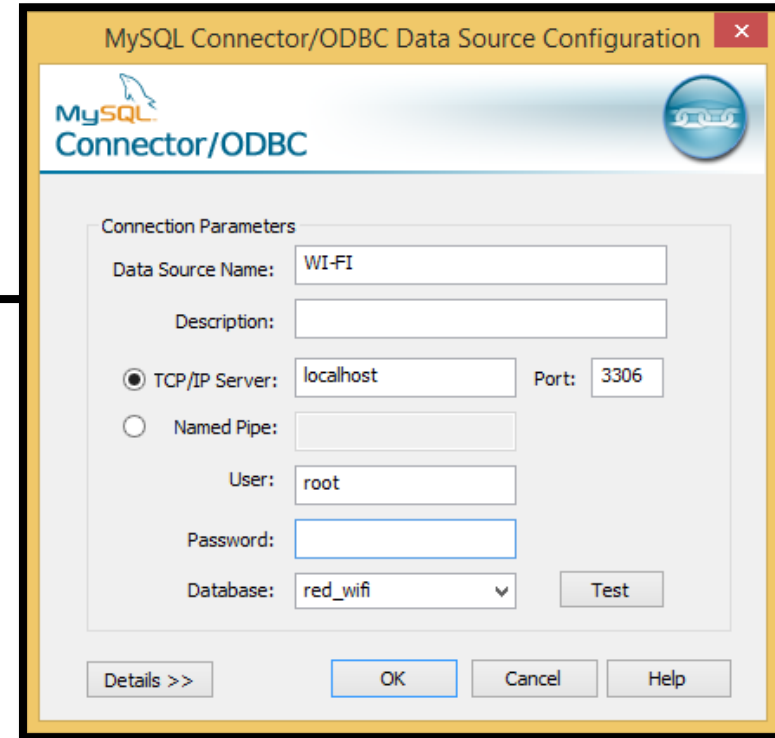 MySQL Connector/ODBC Data Source Configuration
MySQL
Connector/ODBC
Connection Parameters
Data Source Name: WI-FI
Description:
TCP/IP Server: localhost Port: 3306
Named Pipe:
User: root
Password:
Database: red_wifi Test
Details >> OK Cancel Help